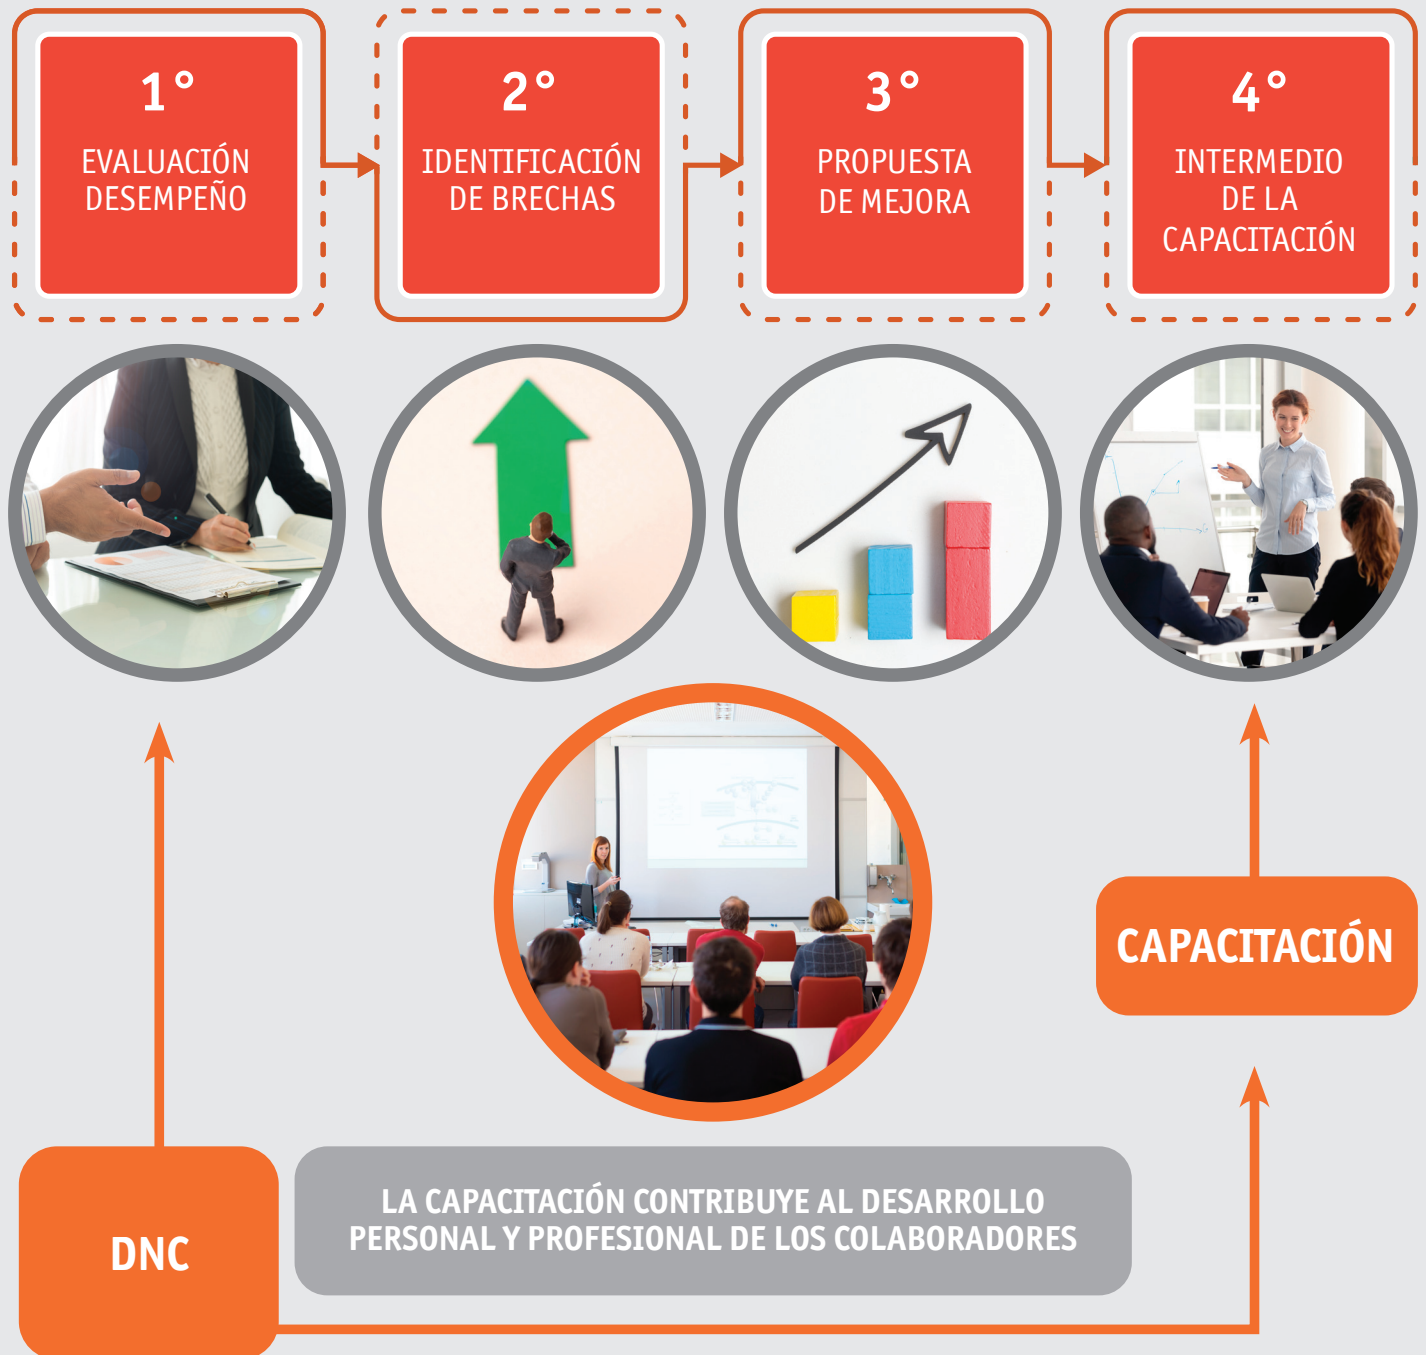 1°
EVALUACIÓN
DESEMPEÑO
2°
IDENTIFICACIÓN
DE BRECHAS
3°
PROPUESTA
DE MEJORA
4°
INTERMEDIO
DE LA
CAPACITACIÓN
CAPACITACIÓN
DNC
LA CAPACITACIÓN CONTRIBUYE AL DESARROLLO
PERSONAL Y PROFESIONAL DE LOS COLABORADORES